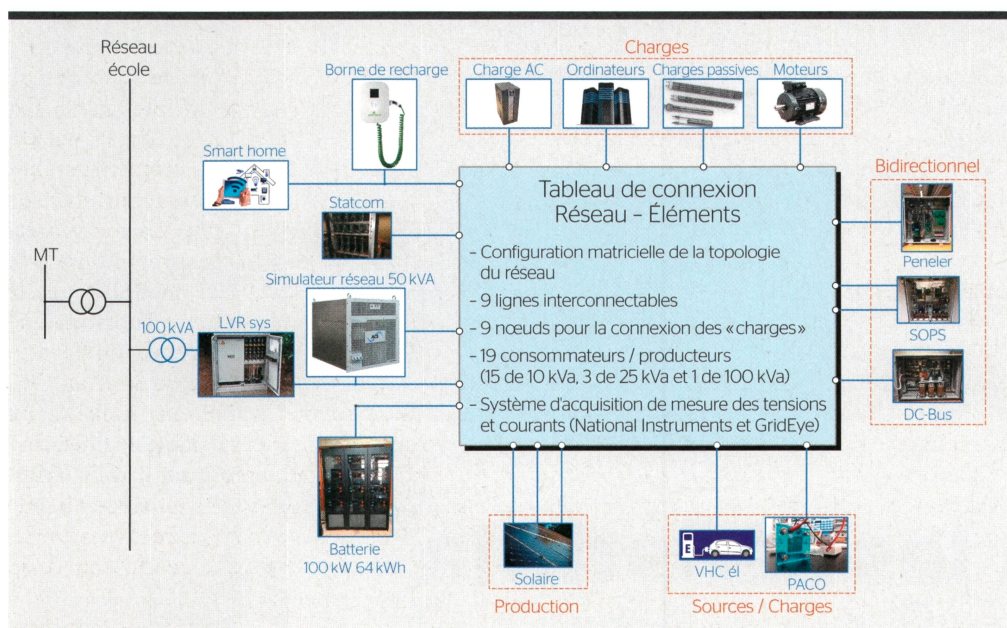 Réseau
école
Charges
Borne de recharge
Charge AC
Ordinateurs
Charges passives
Moteurs
Smart home
Bidirectionnel
Statcom
Tableau de connexion
Réseau – Éléments
– Configuration matricielle de la topologie
du réseau
– 9 lignes interconnectables
– 9 nœuds pour la connexion des «charges»
– 19 consommateurs / producteurs
(15 de 10 kVa, 3 de 25 kVa et 1 de 100 kVa)
– Système d'acquisition de mesure des tensions
et courants (National Instruments et GridEye)
Peneler
MT
Simulateur réseau 50 kVA
SOPS
100 kVA
LVR sys
DC-Bus
Batterie
100 kW 64 kWh
Solaire
E
VHC él
PACO
Production
Sources / Charges